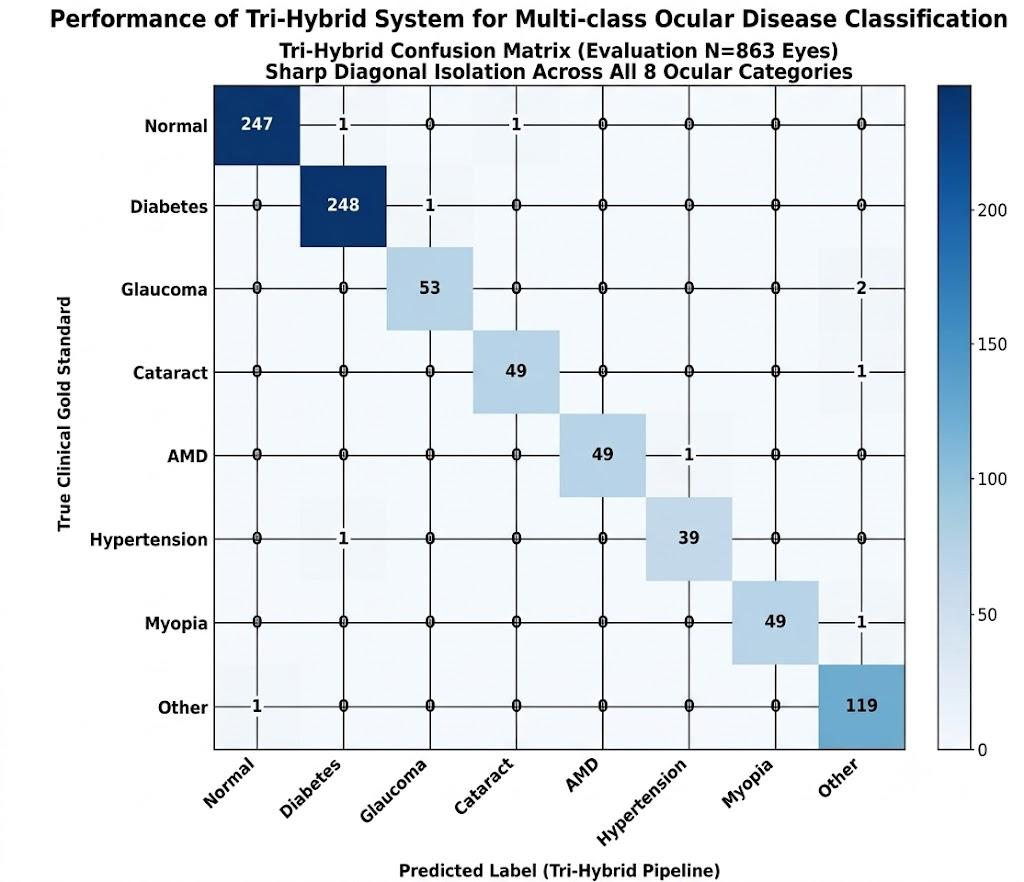 Performance of Tri-Hybrid System for Multi-class Ocular Disease Classification
Tri-Hybrid Confusion Matrix (Evaluation N=863 Eyes)
Sharp Diagonal Isolation Across All 8 Ocular Categories
True Clinical Gold Standard
Normal 247 1 0 1 0 0 0 0
Diabetes 0 248 1 0 0 0 0 0
Glaucoma 0 0 53 0 0 0 0 2
Cataract 0 0 0 49 0 0 0 1
AMD 0 0 0 0 49 1 0 0
Hypertension 0 1 0 0 0 39 0 0
Myopia 0 0 0 0 0 0 49 1
Other 1 0 0 0 0 0 0 119
Normal Diabetes Glaucoma Cataract AMD Hypertension Myopia Other
Predicted Label (Tri-Hybrid Pipeline)
200
150
100
50
0